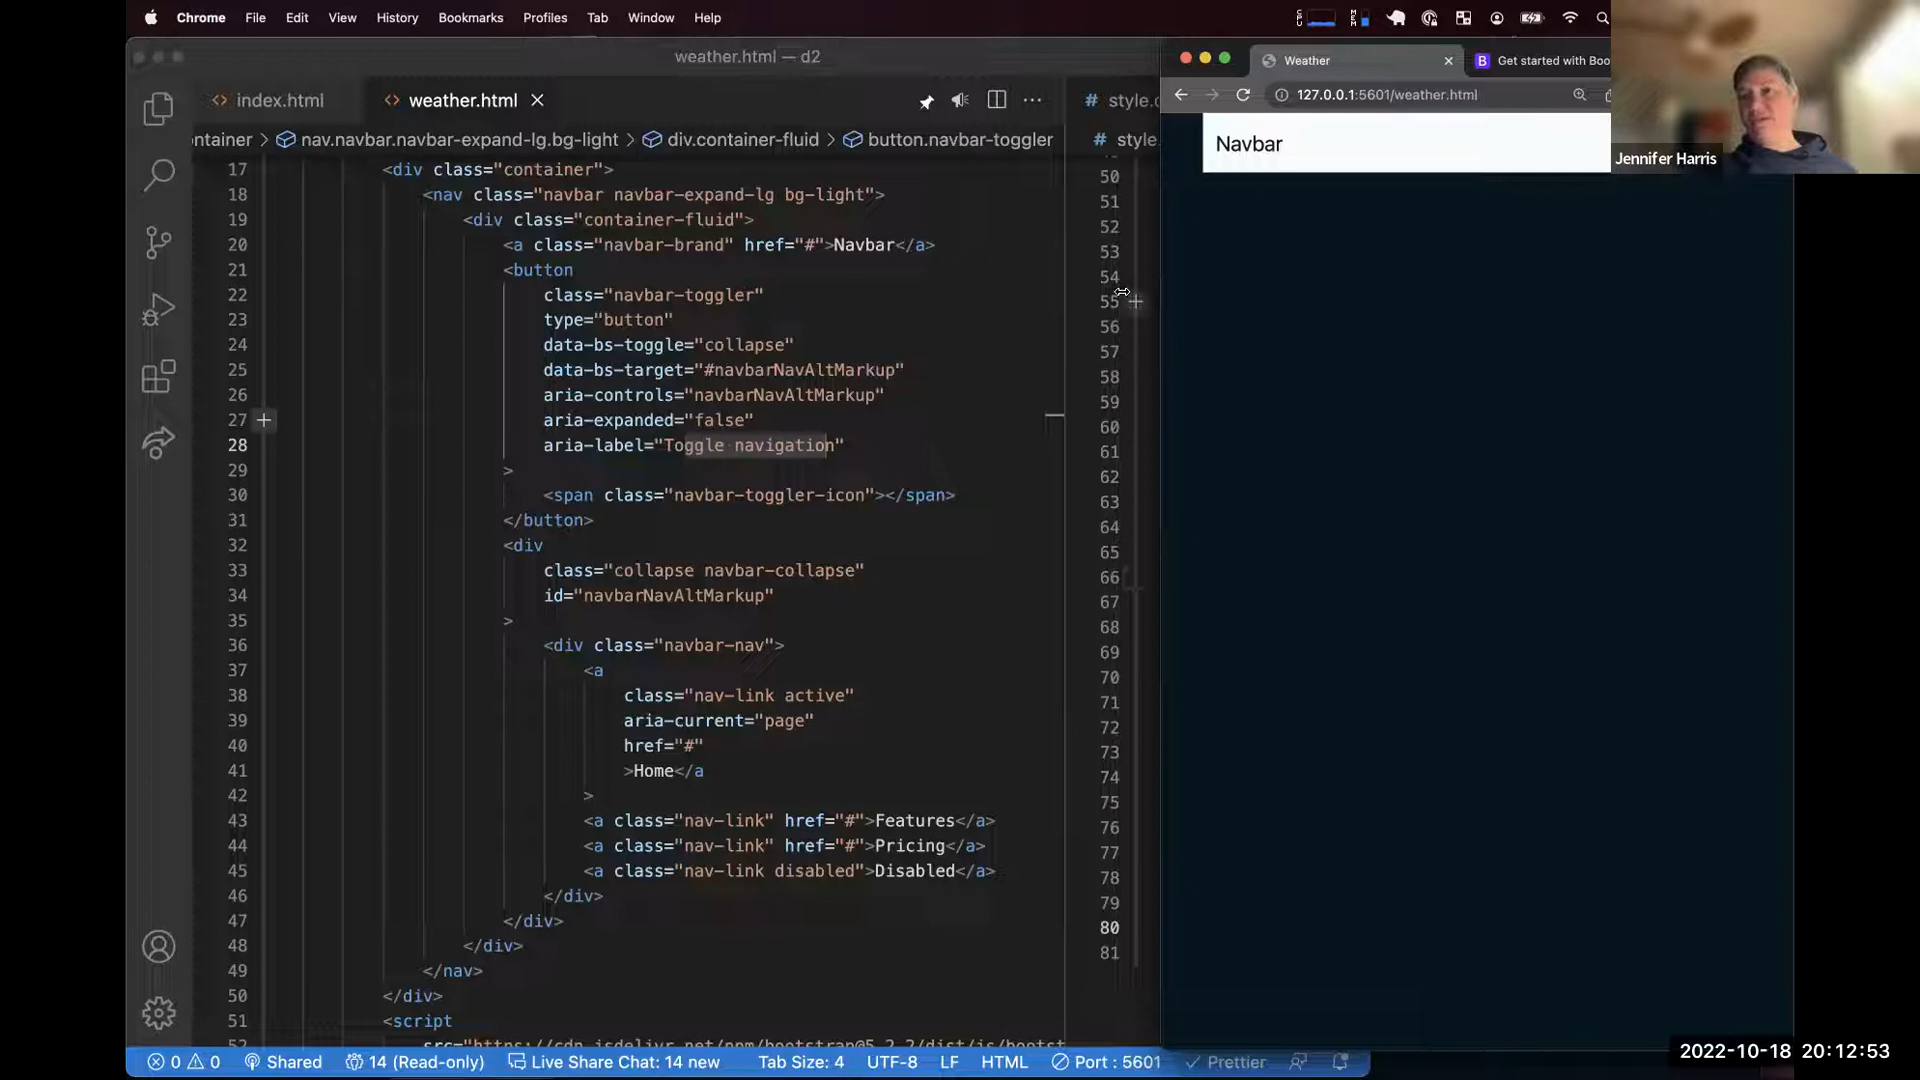 Chrome File Edit View History Bookmarks Profiles Tab Window Help
weather.html — d2
index.html
weather.html
style.c
ontainer > nav.navbar.navbar-expand-lg.bg-light > div.container-fluid > button.navbar-toggler
style.
17 <div class="container">
18 <nav class="navbar navbar-expand-lg bg-light">
19 <div class="container-fluid">
20 <a class="navbar-brand" href="#">Navbar</a>
21 <button
22 class="navbar-toggler"
23 type="button"
24 data-bs-toggle="collapse"
25 data-bs-target="#navbarNavAltMarkup"
26 aria-controls="navbarNavAltMarkup"
27 aria-expanded="false"
28 aria-label="Toggle navigation"
29 >
30 <span class="navbar-toggler-icon"></span>
31 </button>
32 <div
33 class="collapse navbar-collapse"
34 id="navbarNavAltMarkup"
35 >
36 <div class="navbar-nav">
37 <a
38 class="nav-link active"
39 aria-current="page"
40 href="#"
41 >Home</a
42 >
43 <a class="nav-link" href="#">Features</a>
44 <a class="nav-link" href="#">Pricing</a>
45 <a class="nav-link disabled">Disabled</a>
46 </div>
47 </div>
48 </div>
49 </nav>
50 </div>
51 <script
50
51
52
53
54
55
56
57
58
59
60
61
62
63
64
65
66
67
68
69
70
71
72
73
74
75
76
77
78
79
80
81
Weather
Get started with Boo
127.0.0.1:5601/weather.html
Navbar
Jennifer Harris
0 0 Shared 14 (Read-only) Live Share Chat: 14 new Tab Size: 4 UTF-8 LF HTML Port : 5601 Prettier
2022-10-18 20:12:53